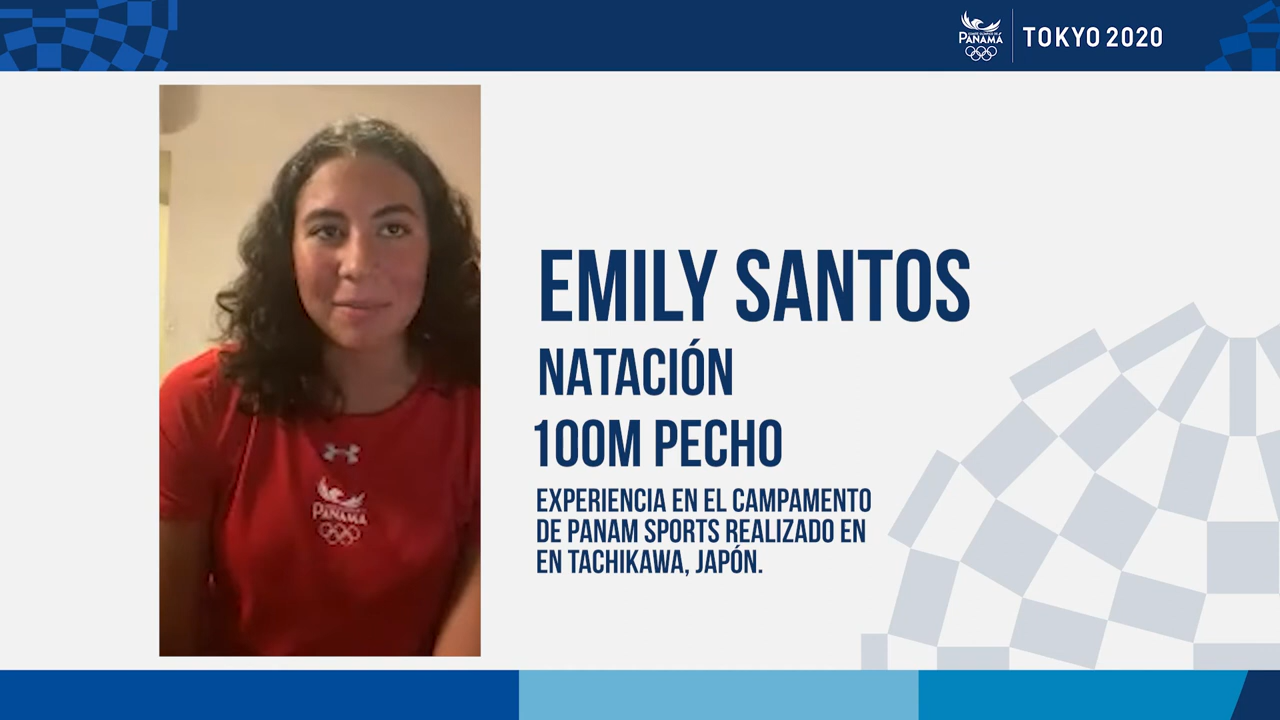 PANAMÁ
TOKYO 2020
EMILY SANTOS
NATACIÓN
100M PECHO
EXPERIENCIA EN EL CAMPAMENTO
DE PANAM SPORTS REALIZADO EN
EN TACHIKAWA, JAPÓN.
PANAMÁ